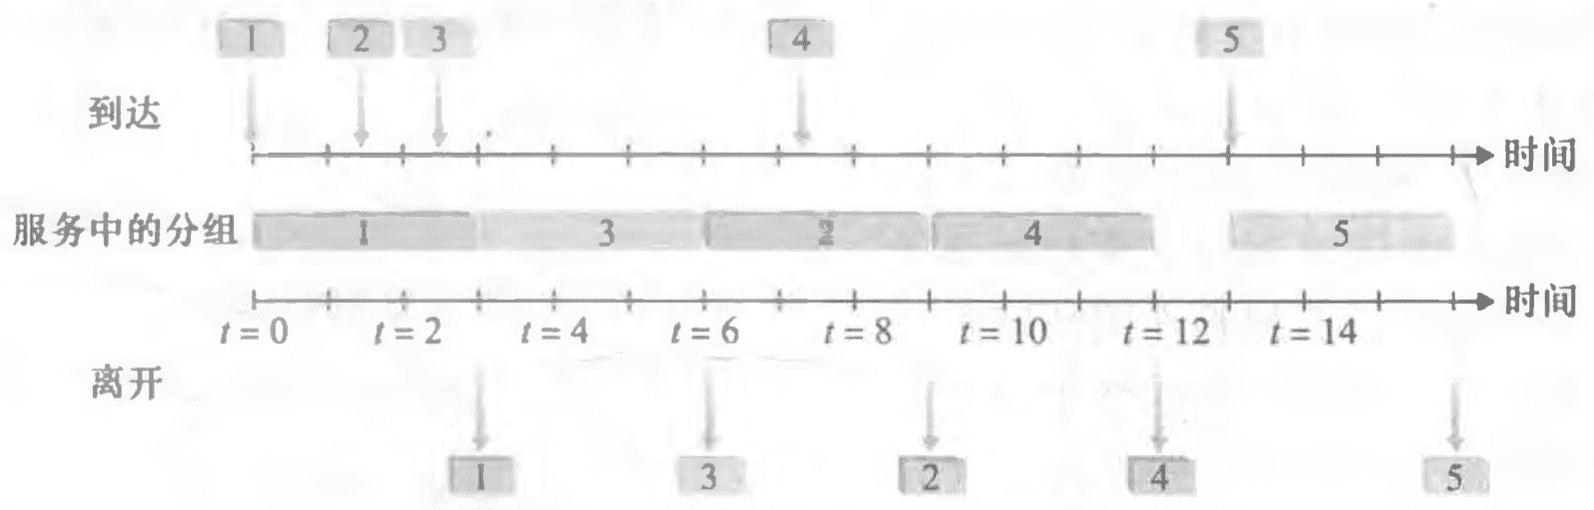 1 2 3 4 5
到达
时间
服务中的分组 1 3 2 4 5
时间
t = 0 t = 2 t = 4 t = 6 t = 8 t = 10 t = 12 t = 14
离开
1 3 2 4 5